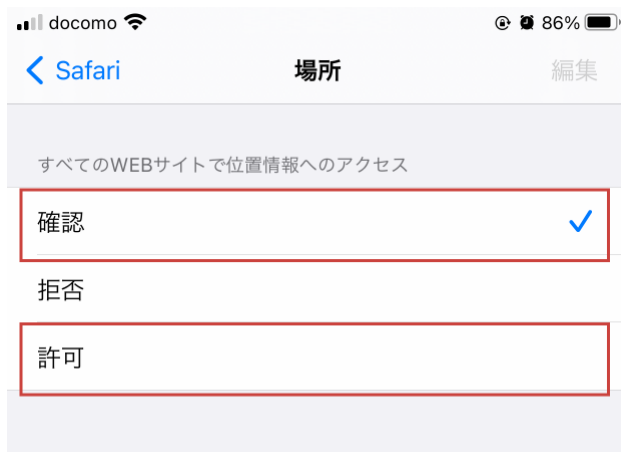 docomo 86%
Safari 場所 編集
すべてのWEBサイトで位置情報へのアクセス
確認
拒否
許可